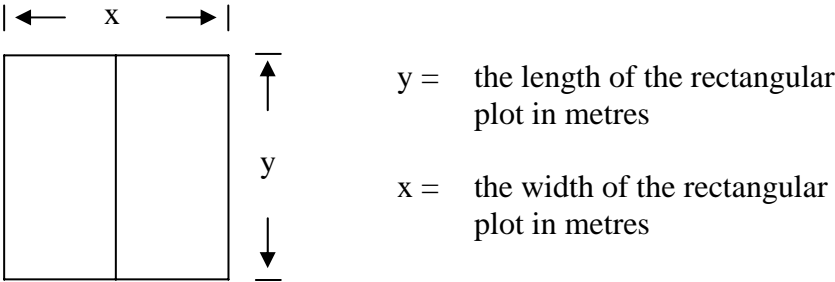 x
y
y = the length of the rectangular
plot in metres
x = the width of the rectangular
plot in metres